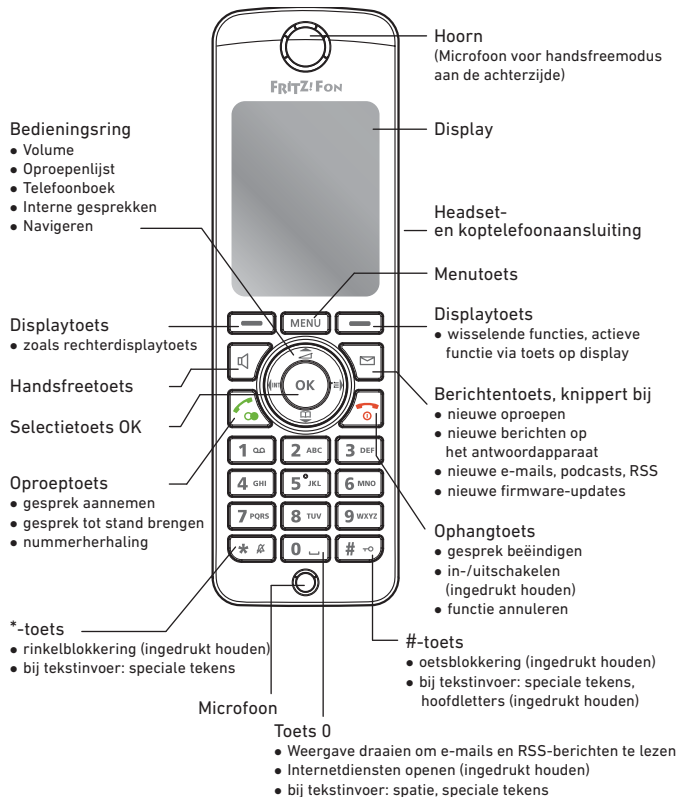 Hoorn
(Microfoon voor handsfreemodus
aan de achterzijde)
FRITZ! FON
Bedieningsring
• Volume
• Oproepenlijst
• Telefoonboek
• Interne gesprekken
• Navigeren
Display
Headset-
en koptelefoonaansluiting
Menutoets
Displaytoets
• zoals rechterdisplaytoets
Handsfreetoets
Selectietoets OK
Oproeptoets
• gesprek aannemen
• gesprek tot stand brengen
• nummerherhaling
MENU
INT
OK
1
2 ABC
3 DEF
4 GHI
5 JKL
6 MNO
7 PQRS
8 TUV
9 WXYZ
*
0
#
Displaytoets
• wisselende functies, actieve
functie via toets op display
Berichtentoets, knippert bij
• nieuwe oproepen
• nieuwe berichten op
het antwoordapparaat
• nieuwe e-mails, podcasts, RSS
• nieuwe firmware-updates
Ophangtoets
• gesprek beëindigen
• in-/uitschakelen
(ingedrukt houden)
• functie annuleren
*-toets
• rinkelblokkering (ingedrukt houden)
• bij tekstinvoer: speciale tekens
#-toets
• oetsblokkering (ingedrukt houden)
• bij tekstinvoer: speciale tekens,
hoofdletters (ingedrukt houden)
Microfoon
Toets 0
• Weergave draaien om e-mails en RSS-berichten te lezen
• Internetdiensten openen (ingedrukt houden)
• bij tekstinvoer: spatie, speciale tekens